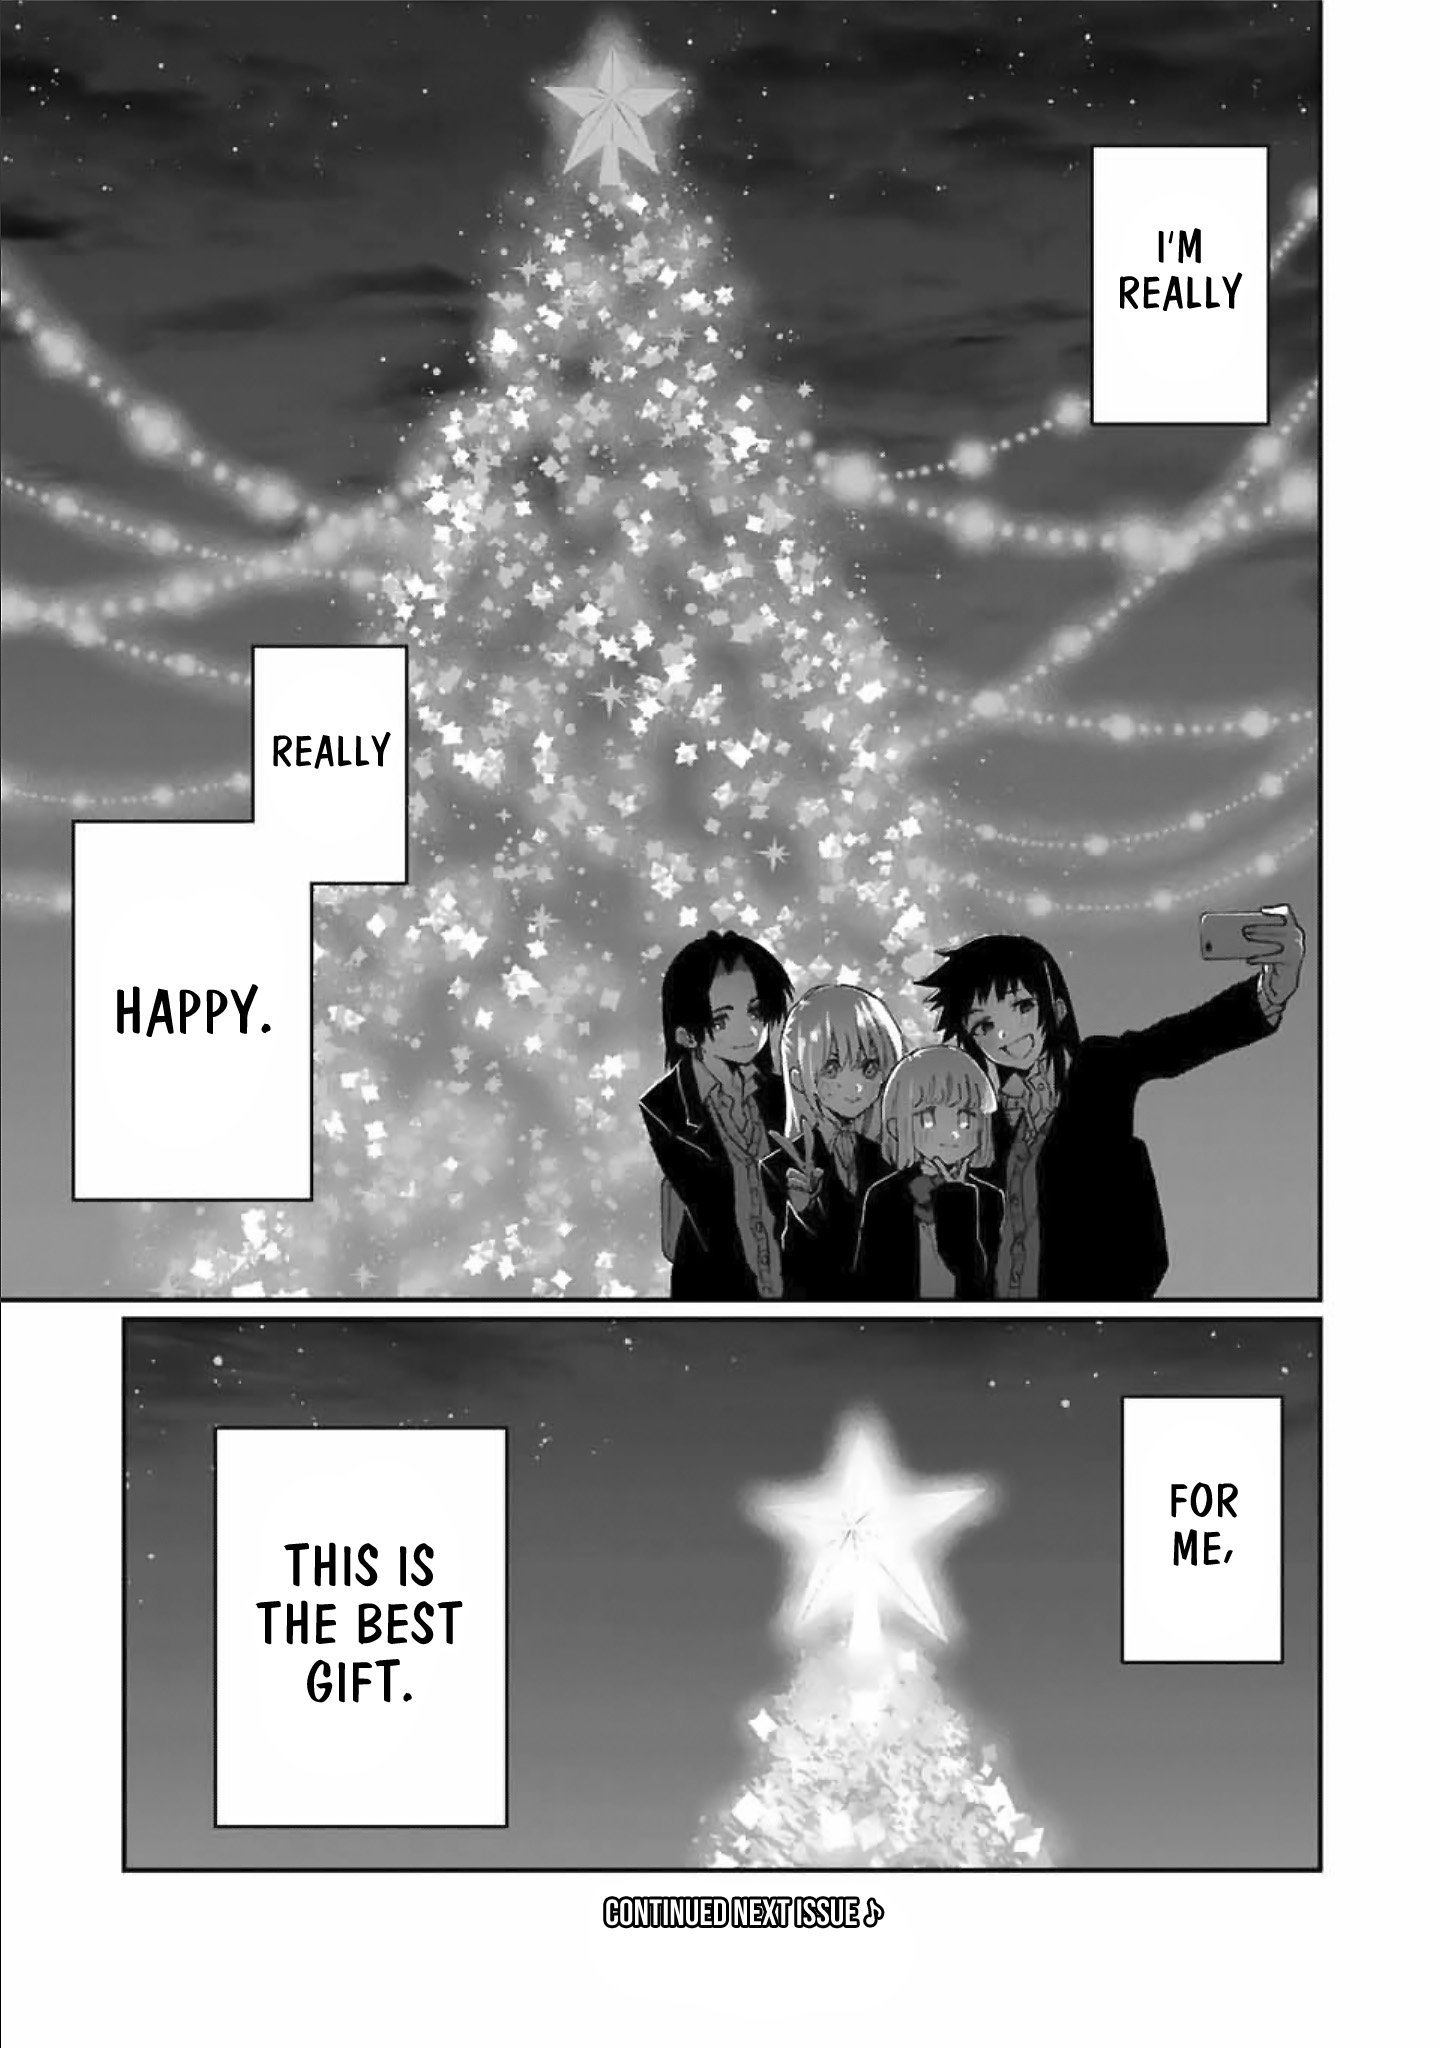 I'M
REALLY
REALLY
HAPPY.
FOR
ME,
THIS IS
THE BEST
GIFT.
CONTINUED NEXT ISSUE ♪